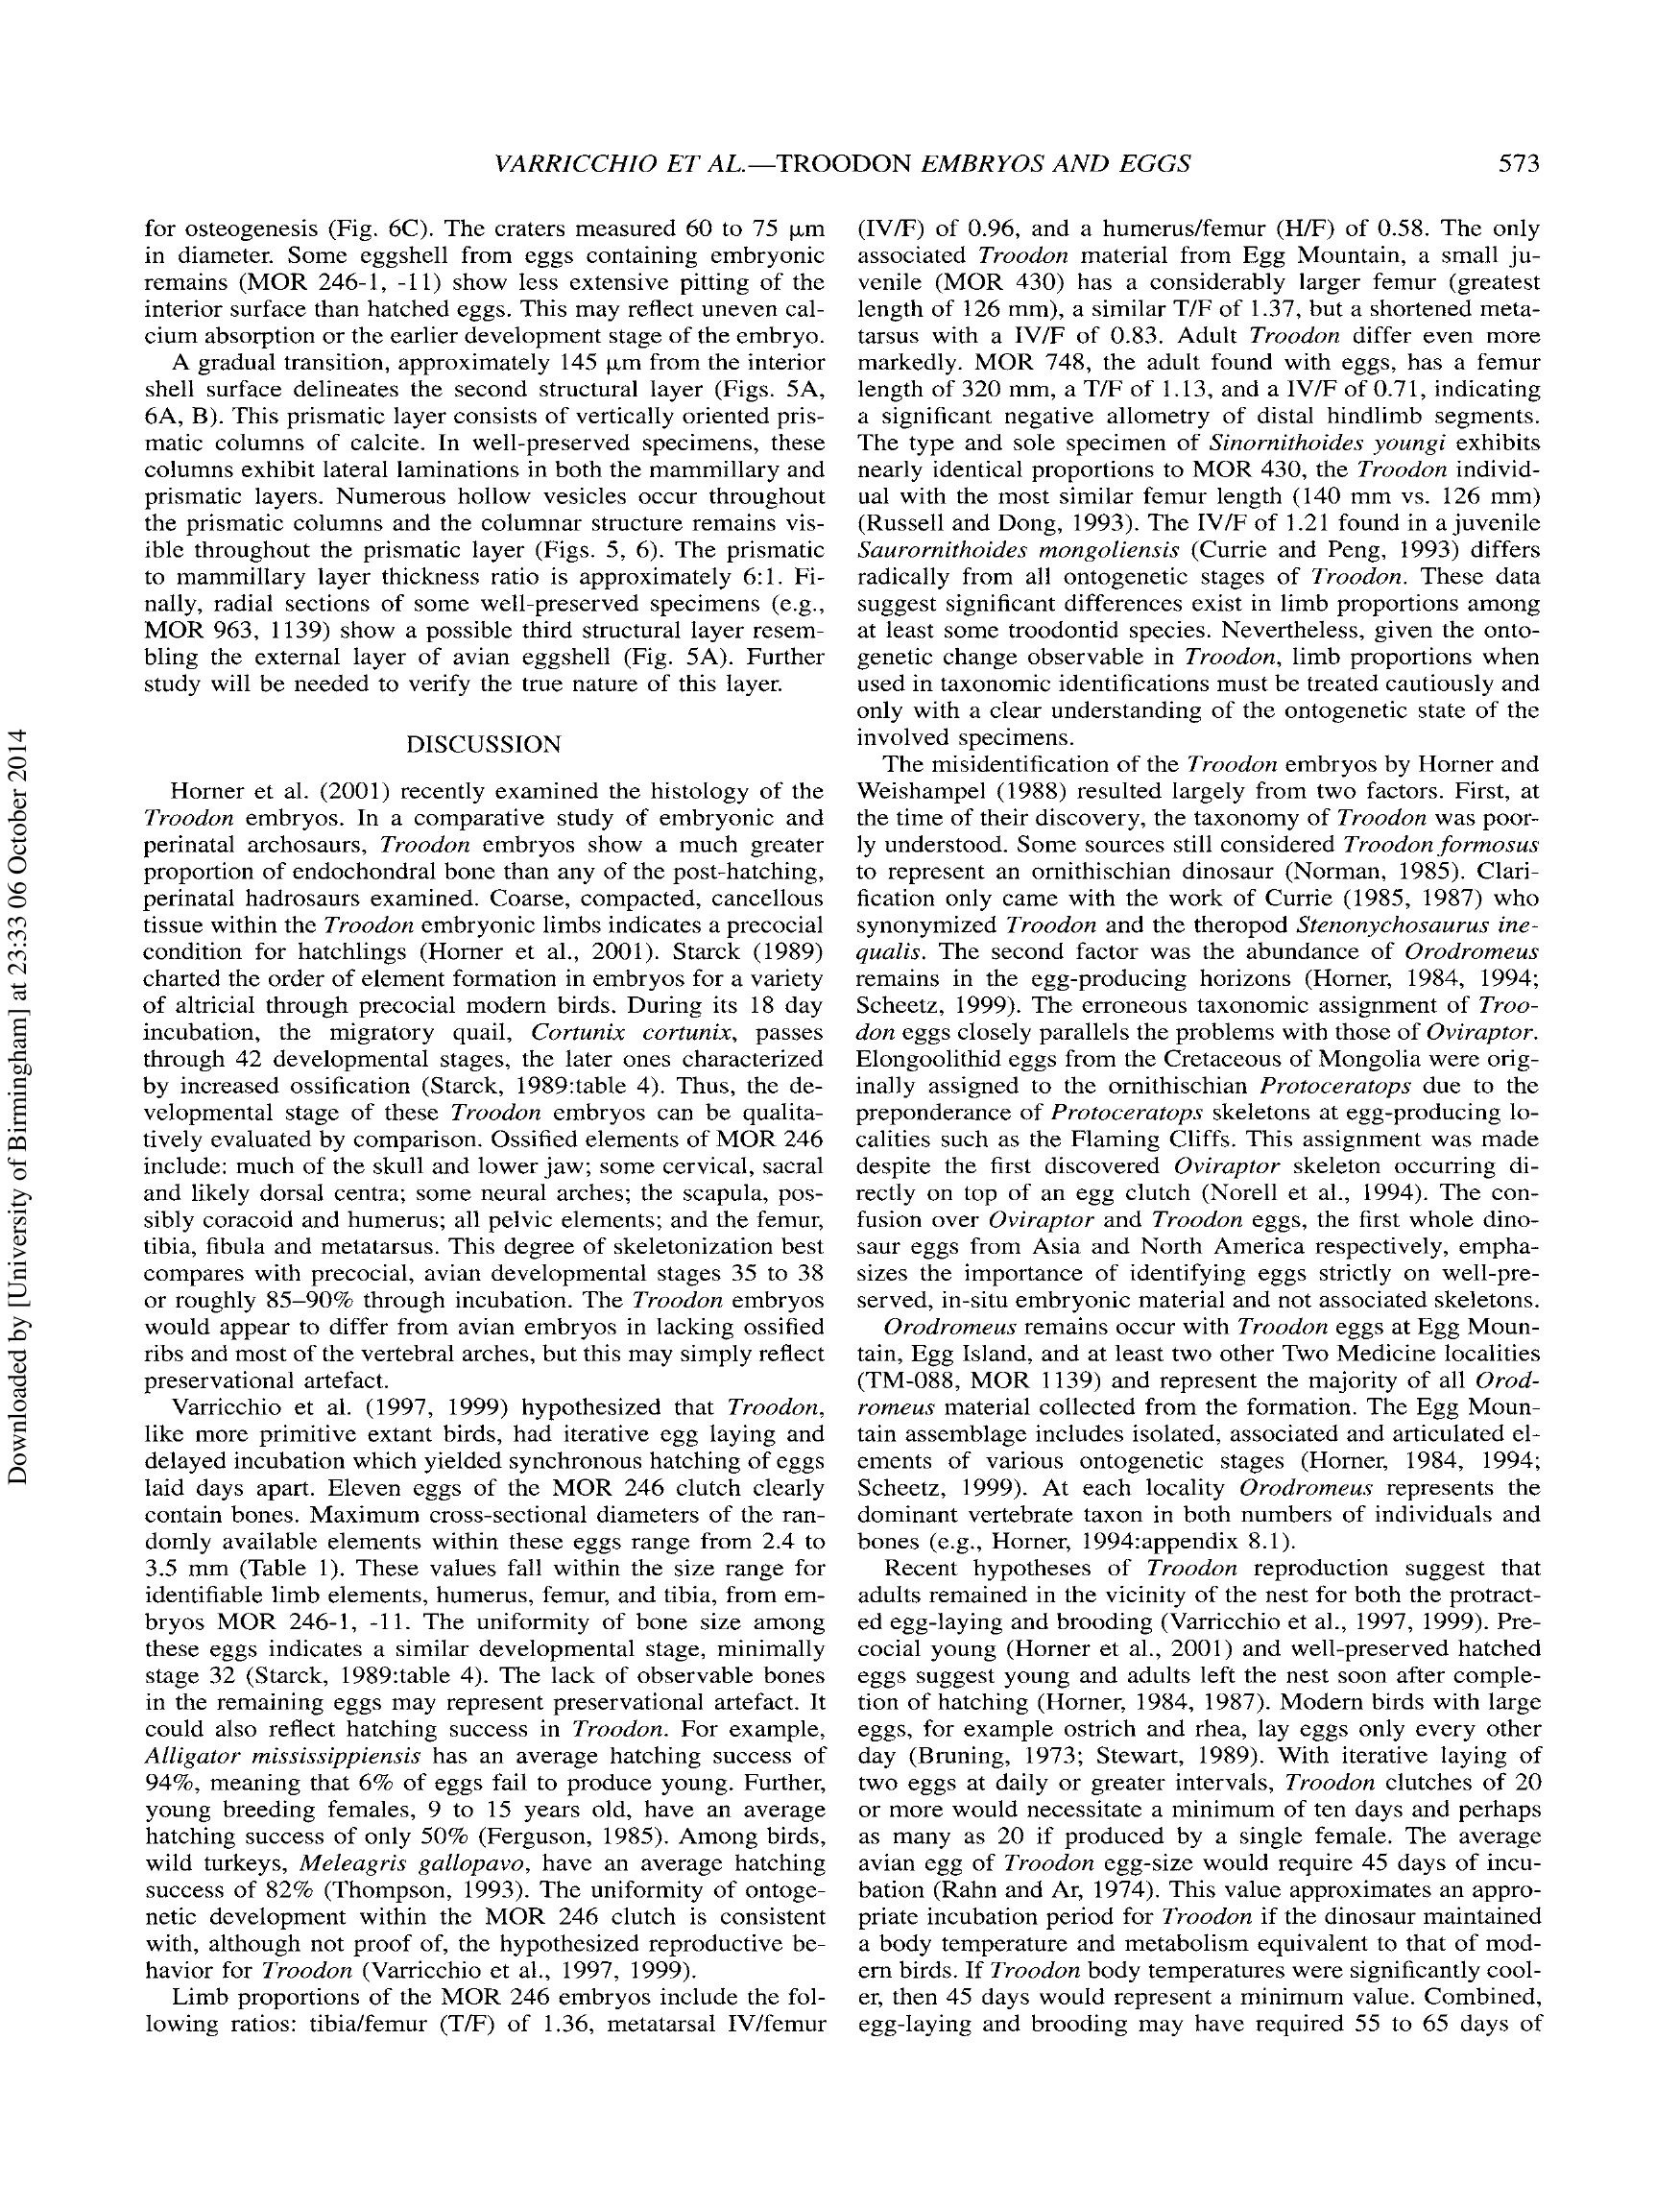 VARRICCHIO ET AL.—TROODON EMBRYOS AND EGGS 573
for osteogenesis (Fig. 6C). The craters measured 60 to 75 μm
in diameter. Some eggshell from eggs containing embryonic
remains (MOR 246-1, -11) show less extensive pitting of the
interior surface than hatched eggs. This may reflect uneven cal-
cium absorption or the earlier development stage of the embryo.
A gradual transition, approximately 145 μm from the interior
shell surface delineates the second structural layer (Figs. 5A,
6A, B). This prismatic layer consists of vertically oriented pris-
matic columns of calcite. In well-preserved specimens, these
columns exhibit lateral laminations in both the mammillary and
prismatic layers. Numerous hollow vesicles occur throughout
the prismatic columns and the columnar structure remains vis-
ible throughout the prismatic layer (Figs. 5, 6). The prismatic
to mammillary layer thickness ratio is approximately 6:1. Fi-
nally, radial sections of some well-preserved specimens (e.g.,
MOR 963, 1139) show a possible third structural layer resem-
bling the external layer of avian eggshell (Fig. 5A). Further
study will be needed to verify the true nature of this layer.
DISCUSSION
Horner et al. (2001) recently examined the histology of the
Troodon embryos. In a comparative study of embryonic and
perinatal archosaurs, Troodon embryos show a much greater
proportion of endochondral bone than any of the post-hatching,
perinatal hadrosaurs examined. Coarse, compacted, cancellous
tissue within the Troodon embryonic limbs indicates a precocial
condition for hatchlings (Horner et al., 2001). Starck (1989)
charted the order of element formation in embryos for a variety
of altricial through precocial modern birds. During its 18 day
incubation, the migratory quail, Cortunix cortunix, passes
through 42 developmental stages, the later ones characterized
by increased ossification (Starck, 1989:table 4). Thus, the de-
velopmental stage of these Troodon embryos can be qualita-
tively evaluated by comparison. Ossified elements of MOR 246
include: much of the skull and lower jaw; some cervical, sacral
and likely dorsal centra; some neural arches; the scapula, pos-
sibly coracoid and humerus; all pelvic elements; and the femur,
tibia, fibula and metatarsus. This degree of skeletonization best
compares with precocial, avian developmental stages 35 to 38
or roughly 85–90% through incubation. The Troodon embryos
would appear to differ from avian embryos in lacking ossified
ribs and most of the vertebral arches, but this may simply reflect
preservational artefact.
Varricchio et al. (1997, 1999) hypothesized that Troodon,
like more primitive extant birds, had iterative egg laying and
delayed incubation which yielded synchronous hatching of eggs
laid days apart. Eleven eggs of the MOR 246 clutch clearly
contain bones. Maximum cross-sectional diameters of the ran-
domly available elements within these eggs range from 2.4 to
3.5 mm (Table 1). These values fall within the size range for
identifiable limb elements, humerus, femur, and tibia, from em-
bryos MOR 246-1, -11. The uniformity of bone size among
these eggs indicates a similar developmental stage, minimally
stage 32 (Starck, 1989:table 4). The lack of observable bones
in the remaining eggs may represent preservational artefact. It
could also reflect hatching success in Troodon. For example,
Alligator mississippiensis has an average hatching success of
94%, meaning that 6% of eggs fail to produce young. Further,
young breeding females, 9 to 15 years old, have an average
hatching success of only 50% (Ferguson, 1985). Among birds,
wild turkeys, Meleagris gallopavo, have an average hatching
success of 82% (Thompson, 1993). The uniformity of ontoge-
netic development within the MOR 246 clutch is consistent
with, although not proof of, the hypothesized reproductive be-
havior for Troodon (Varricchio et al., 1997, 1999).
Limb proportions of the MOR 246 embryos include the fol-
lowing ratios: tibia/femur (T/F) of 1.36, metatarsal IV/femur
(IV/F) of 0.96, and a humerus/femur (H/F) of 0.58. The only
associated Troodon material from Egg Mountain, a small ju-
venile (MOR 430) has a considerably larger femur (greatest
length of 126 mm), a similar T/F of 1.37, but a shortened meta-
tarsus with a IV/F of 0.83. Adult Troodon differ even more
markedly. MOR 748, the adult found with eggs, has a femur
length of 320 mm, a T/F of 1.13, and a IV/F of 0.71, indicating
a significant negative allometry of distal hindlimb segments.
The type and sole specimen of Sinornithoides youngi exhibits
nearly identical proportions to MOR 430, the Troodon individ-
ual with the most similar femur length (140 mm vs. 126 mm)
(Russell and Dong, 1993). The IV/F of 1.21 found in a juvenile
Saurornithoides mongoliensis (Currie and Peng, 1993) differs
radically from all ontogenetic stages of Troodon. These data
suggest significant differences exist in limb proportions among
at least some troodontid species. Nevertheless, given the onto-
genetic change observable in Troodon, limb proportions when
used in taxonomic identifications must be treated cautiously and
only with a clear understanding of the ontogenetic state of the
involved specimens.
The misidentification of the Troodon embryos by Horner and
Weishampel (1988) resulted largely from two factors. First, at
the time of their discovery, the taxonomy of Troodon was poor-
ly understood. Some sources still considered Troodon formosus
to represent an ornithischian dinosaur (Norman, 1985). Clari-
fication only came with the work of Currie (1985, 1987) who
synonymized Troodon and the theropod Stenonychosaurus ine-
qualis. The second factor was the abundance of Orodromeus
remains in the egg-producing horizons (Horner, 1984, 1994;
Scheetz, 1999). The erroneous taxonomic assignment of Troo-
don eggs closely parallels the problems with those of Oviraptor.
Elongoolithid eggs from the Cretaceous of Mongolia were orig-
inally assigned to the ornithischian Protoceratops due to the
preponderance of Protoceratops skeletons at egg-producing lo-
calities such as the Flaming Cliffs. This assignment was made
despite the first discovered Oviraptor skeleton occurring di-
rectly on top of an egg clutch (Norell et al., 1994). The con-
fusion over Oviraptor and Troodon eggs, the first whole dino-
saur eggs from Asia and North America respectively, empha-
sizes the importance of identifying eggs strictly on well-pre-
served, in-situ embryonic material and not associated skeletons.
Orodromeus remains occur with Troodon eggs at Egg Moun-
tain, Egg Island, and at least two other Two Medicine localities
(TM-088, MOR 1139) and represent the majority of all Orod-
romeus material collected from the formation. The Egg Moun-
tain assemblage includes isolated, associated and articulated el-
ements of various ontogenetic stages (Horner, 1984, 1994;
Scheetz, 1999). At each locality Orodromeus represents the
dominant vertebrate taxon in both numbers of individuals and
bones (e.g., Horner, 1994:appendix 8.1).
Recent hypotheses of Troodon reproduction suggest that
adults remained in the vicinity of the nest for both the protract-
ed egg-laying and brooding (Varricchio et al., 1997, 1999). Pre-
cocial young (Horner et al., 2001) and well-preserved hatched
eggs suggest young and adults left the nest soon after comple-
tion of hatching (Horner, 1984, 1987). Modern birds with large
eggs, for example ostrich and rhea, lay eggs only every other
day (Bruning, 1973; Stewart, 1989). With iterative laying of
two eggs at daily or greater intervals, Troodon clutches of 20
or more would necessitate a minimum of ten days and perhaps
as many as 20 if produced by a single female. The average
avian egg of Troodon egg-size would require 45 days of incu-
bation (Rahn and Ar, 1974). This value approximates an appro-
priate incubation period for Troodon if the dinosaur maintained
a body temperature and metabolism equivalent to that of mod-
ern birds. If Troodon body temperatures were significantly cool-
er, then 45 days would represent a minimum value. Combined,
egg-laying and brooding may have required 55 to 65 days of
Downloaded by [University of Birmingham] at 23:33 06 October 2014